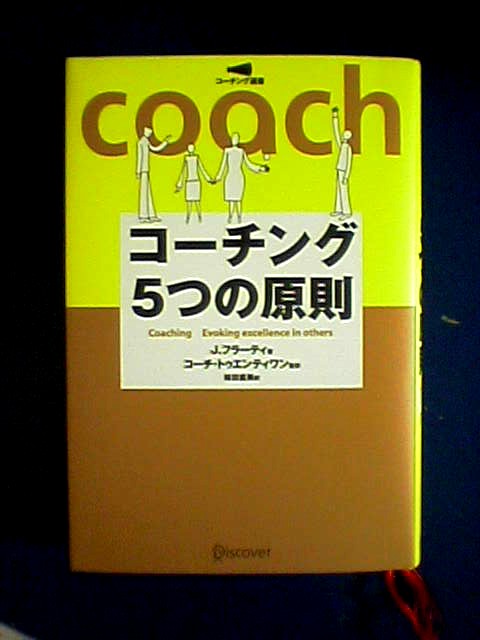 コーチング選書
coach
コーチング
5つの原則
Coaching Evoking excellence in others
J.フラーティ著
コーチ・トゥエンティワン監修
Discover